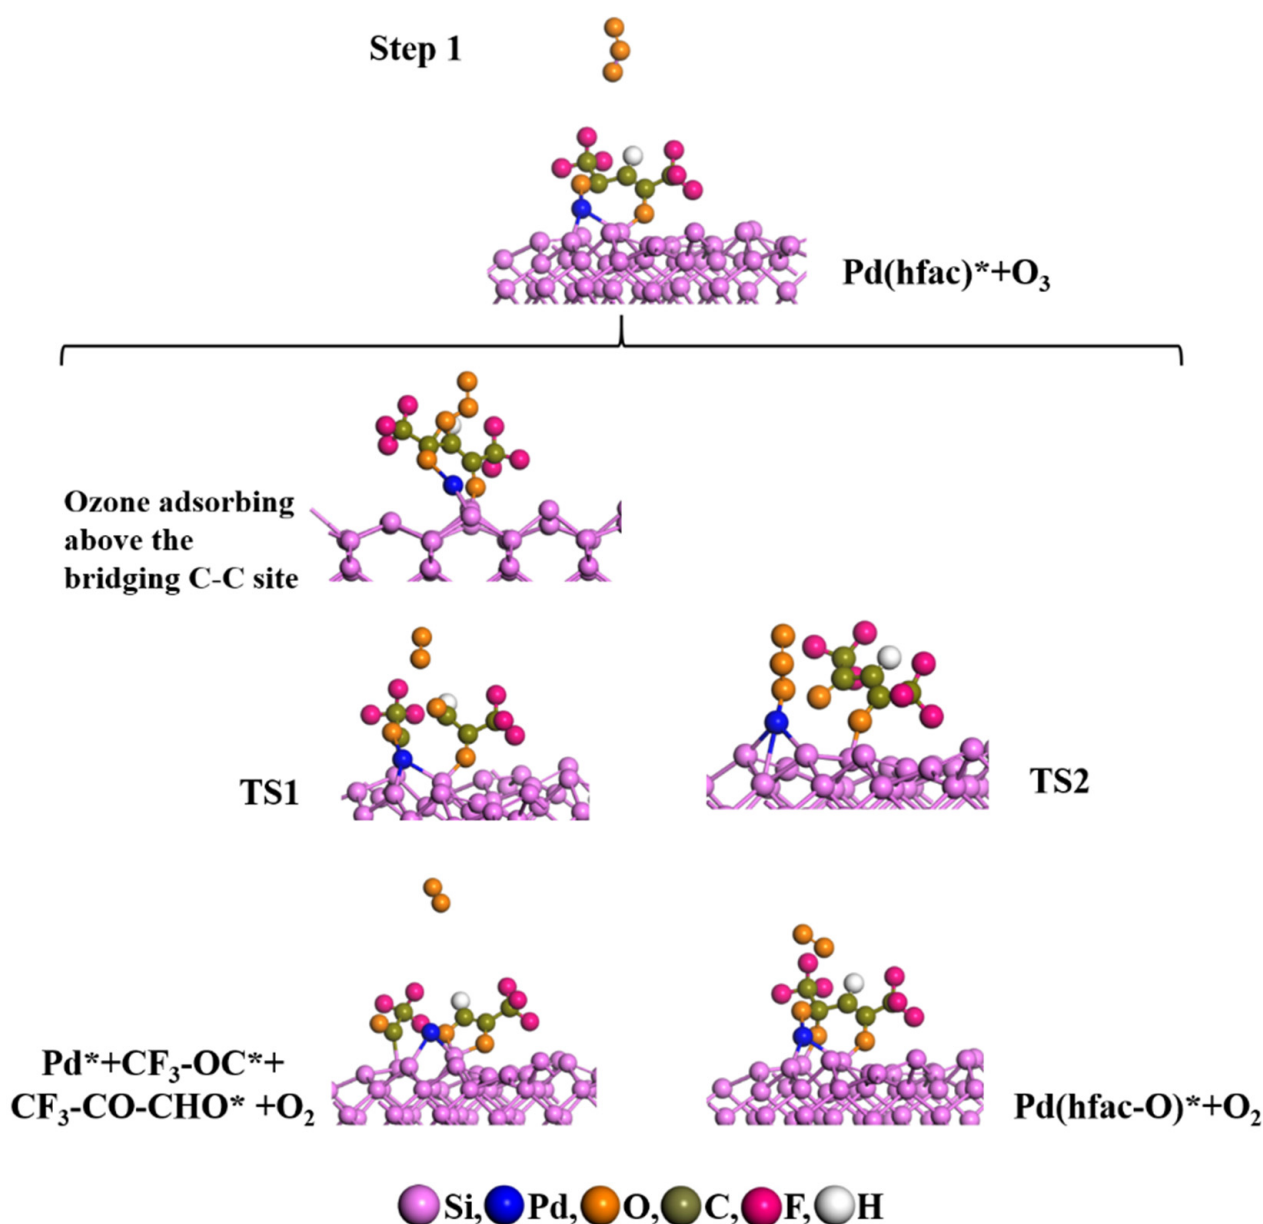 Step 1
Pd(hfac)*+O₃
Ozone adsorbing
above the
bridging C-C site
TS1
TS2
Pd*+CF₃-OC*+
CF₃-CO-CHO* +O₂
Pd(hfac-O)*+O₂
Si, Pd, O, C, F, H